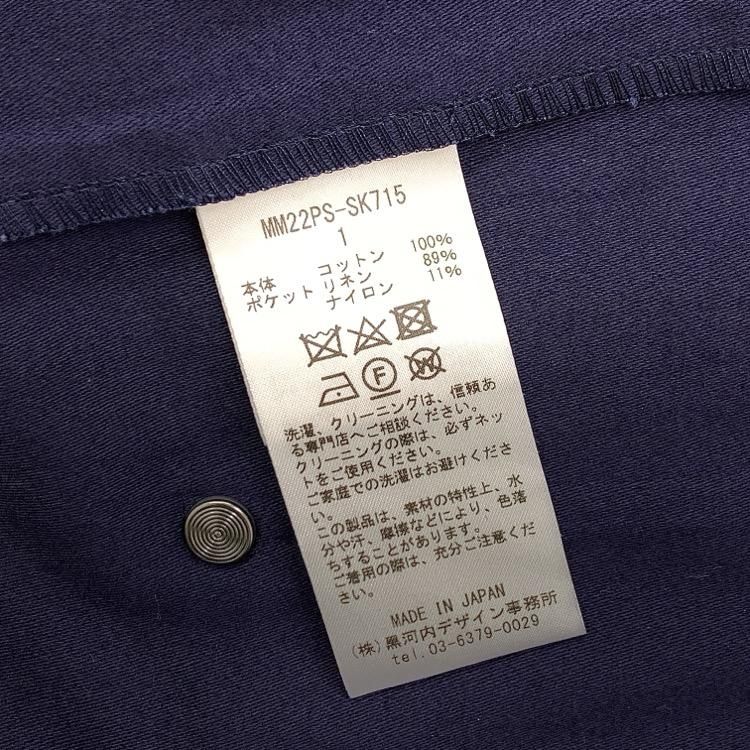 MM22PS-SK715
1
本体 コットン 100%
ポケット リネン 89%
ナイロン 11%
F
W
洗濯、クリーニングは、信頼あ
る専門店へご相談ください。
クリーニングの際は、必ずネッ
トをご使用ください。
ご家庭での洗濯はお避けくださ
い。
この製品は、素材の特性上、水
分や汗、摩擦などにより、色落
ちすることがあります。
ご着用の際は、充分ご注意くだ
さい。
MADE IN JAPAN
(株)黒河内デザイン事務所
tel.03-6379-0029